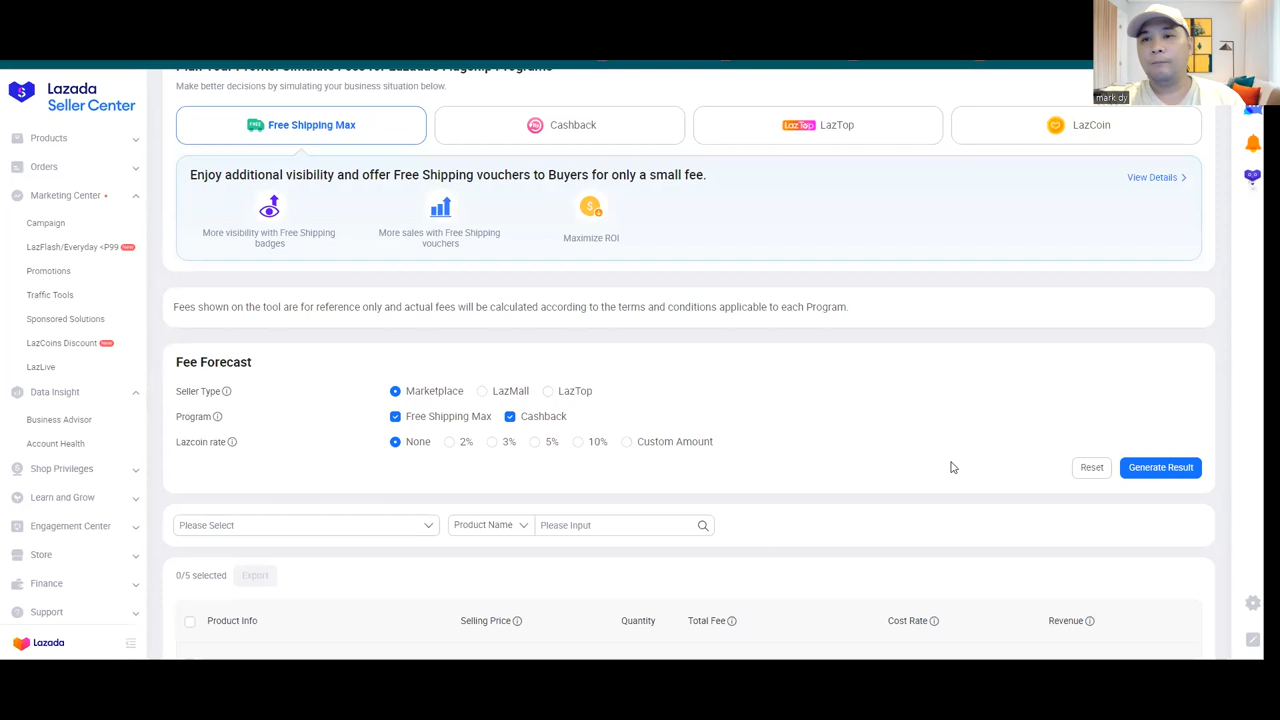 Make better decisions by simulating your business situation below.
mark dy
Lazada
Seller Center
Products
Orders
Marketing Center
Campaign
LazFlash/Everyday <P99 New
Promotions
Traffic Tools
Sponsored Solutions
LazCoins Discount New
LazLive
Data Insight
Business Advisor
Account Health
Shop Privileges
Learn and Grow
Engagement Center
Store
Finance
Support
Lazada
FREE Free Shipping Max
Cashback
LazTop LazTop
LazCoin
Enjoy additional visibility and offer Free Shipping vouchers to Buyers for only a small fee.
View Details
More visibility with Free Shipping
badges
More sales with Free Shipping
vouchers
Maximize ROI
Fees shown on the tool are for reference only and actual fees will be calculated according to the terms and conditions applicable to each Program.
Fee Forecast
Seller Type Marketplace LazMall LazTop
Program Free Shipping Max Cashback
Lazcoin rate None 2% 3% 5% 10% Custom Amount
Reset Generate Result
Please Select Product Name Please Input
0/5 selected Export
Product Info Selling Price Quantity Total Fee Cost Rate Revenue